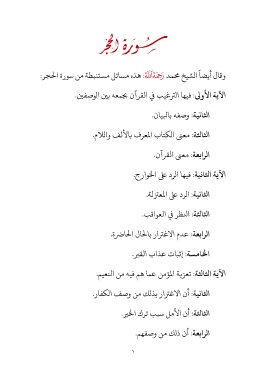 سُورَةُ الحِجْرِ
وقال أيضاً الشيخ محمد رَحِمَهُ اللَّهُ: هذه مسائل مستنبطة من سورة الحجر:
الآية الأولى: فيها الترغيب في القرآن بجمعه بين الوصفين.
الثانية: وصفه بالبيان.
الثالثة: معنى الكتاب المعرف بالألف واللام.
الرابعة: معنى القرآن.
الآية الثانية: فيها الرد على الخوارج.
الثانية: الرد على المعتزلة.
الثالثة: النظر في العواقب.
الرابعة: عدم الاغترار بالحال الحاضرة.
الخامسة: إثبات عذاب القبر.
الآية الثالثة: تعزية المؤمن عما هم فيه من النعيم.
الثانية: أن الاغترار بذلك من وصف الكفار.
الثالثة: أن الأمل سبب ترك الخير.
الرابعة: أن ذلك من وصفهم.
١